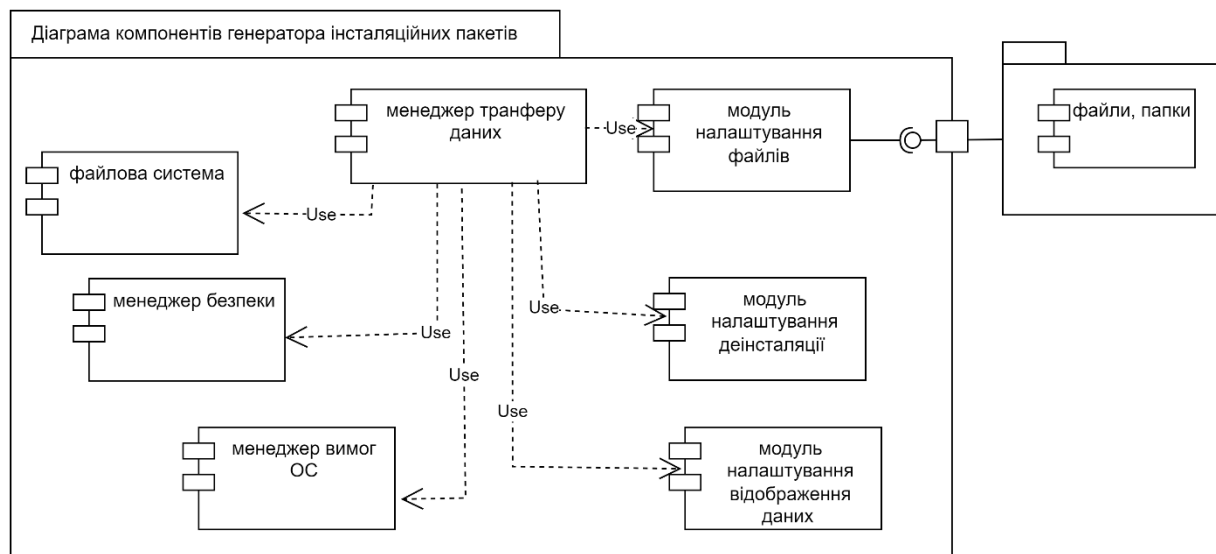 Діаграма компонентів генератора інсталяційних пакетів
менеджер транферу
даних
Use
модуль
налаштування
файлів
файли, папки
файлова система
Use
менеджер безпеки
Use
Use
модуль
налаштування
деінсталяції
Use
Use
менеджер вимог
ОС
модуль
налаштування
відображення
даних